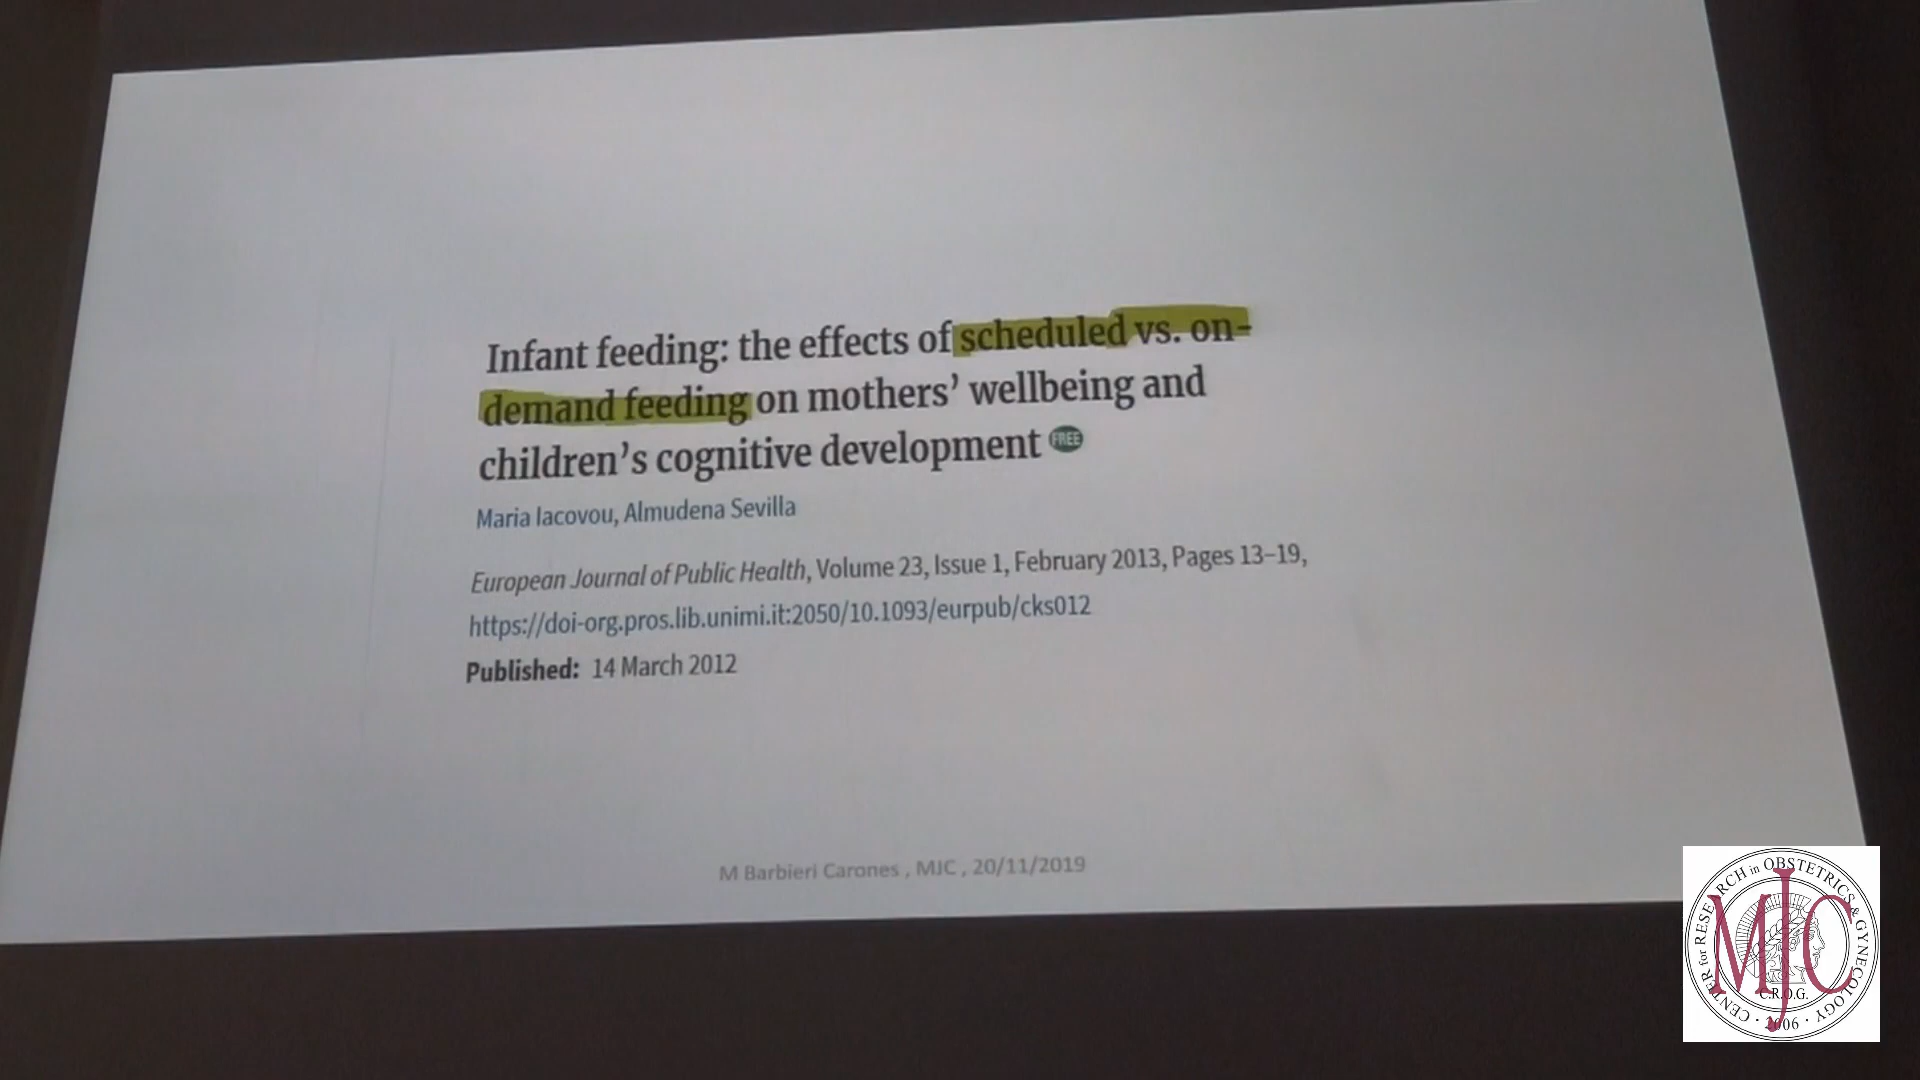 Infant feeding: the effects of scheduled vs. on-
demand feeding on mothers’ wellbeing and
children’s cognitive development FREE
Maria Iacovou, Almudena Sevilla
European Journal of Public Health, Volume 23, Issue 1, February 2013, Pages 13–19,
https://doi-org.pros.lib.unimi.it:2050/10.1093/eurpub/cks012
Published: 14 March 2012
M Barbieri Carones , MJC , 20/11/2019
CENTER for RESEARCH in OBSTETRICS & GYNECOLOGY
MJC
C.R.O.G.
· 2006 ·